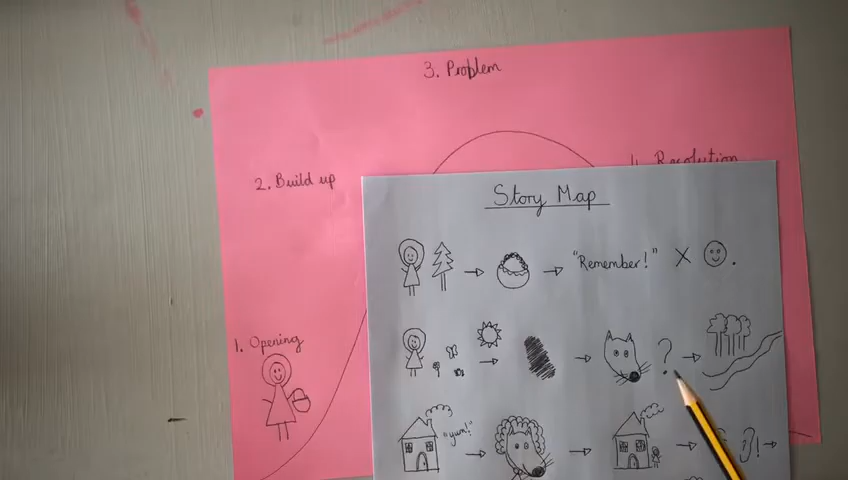 3. Problem
4. Resolution
2. Build up
Story Map
"Remember!" X
1. Opening
?
"yum!"
!